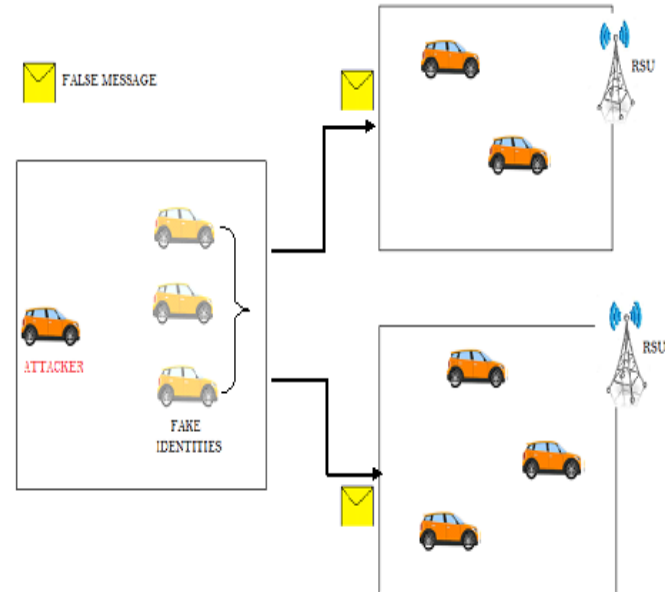 FALSE MESSAGE
RSU
ATTACKER
FAKE
IDENTITIES
RSU